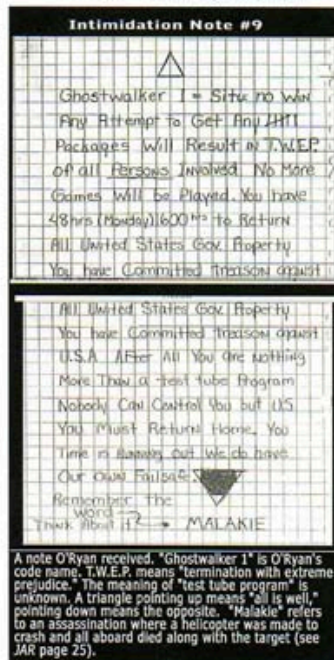 Intimidation Note #9
Ghostwalker 1 = Situ: no WIN
Any Attempt to Get Any
Packages Will Result in T.W.E.P.
of all Persons Involved. No More
Games Will be Played. You have
48hrs (Monday) 1600 hrs to Return
All United States Gov. Property
You have Committed treason against
All United States Gov. Property
You have Committed treason against
U.S.A. After All You are Nothing
More Than a test tube Program
Nobody Can Control You but US
You Must Return Home. You
Time is Running out We do have
Our Own Failsafe.
Remember the
word
Think About it? → MALAKIE
A note O'Ryan received. "Ghostwalker 1" is O'Ryan's
code name. T.W.E.P. means "termination with extreme
prejudice." The meaning of "test tube program" is
unknown. A triangle pointing up means "all is well,"
pointing down means the opposite. "Malakie" refers
to an assassination where a helicopter was made to
crash and all aboard died along with the target (see
JAR page 25).